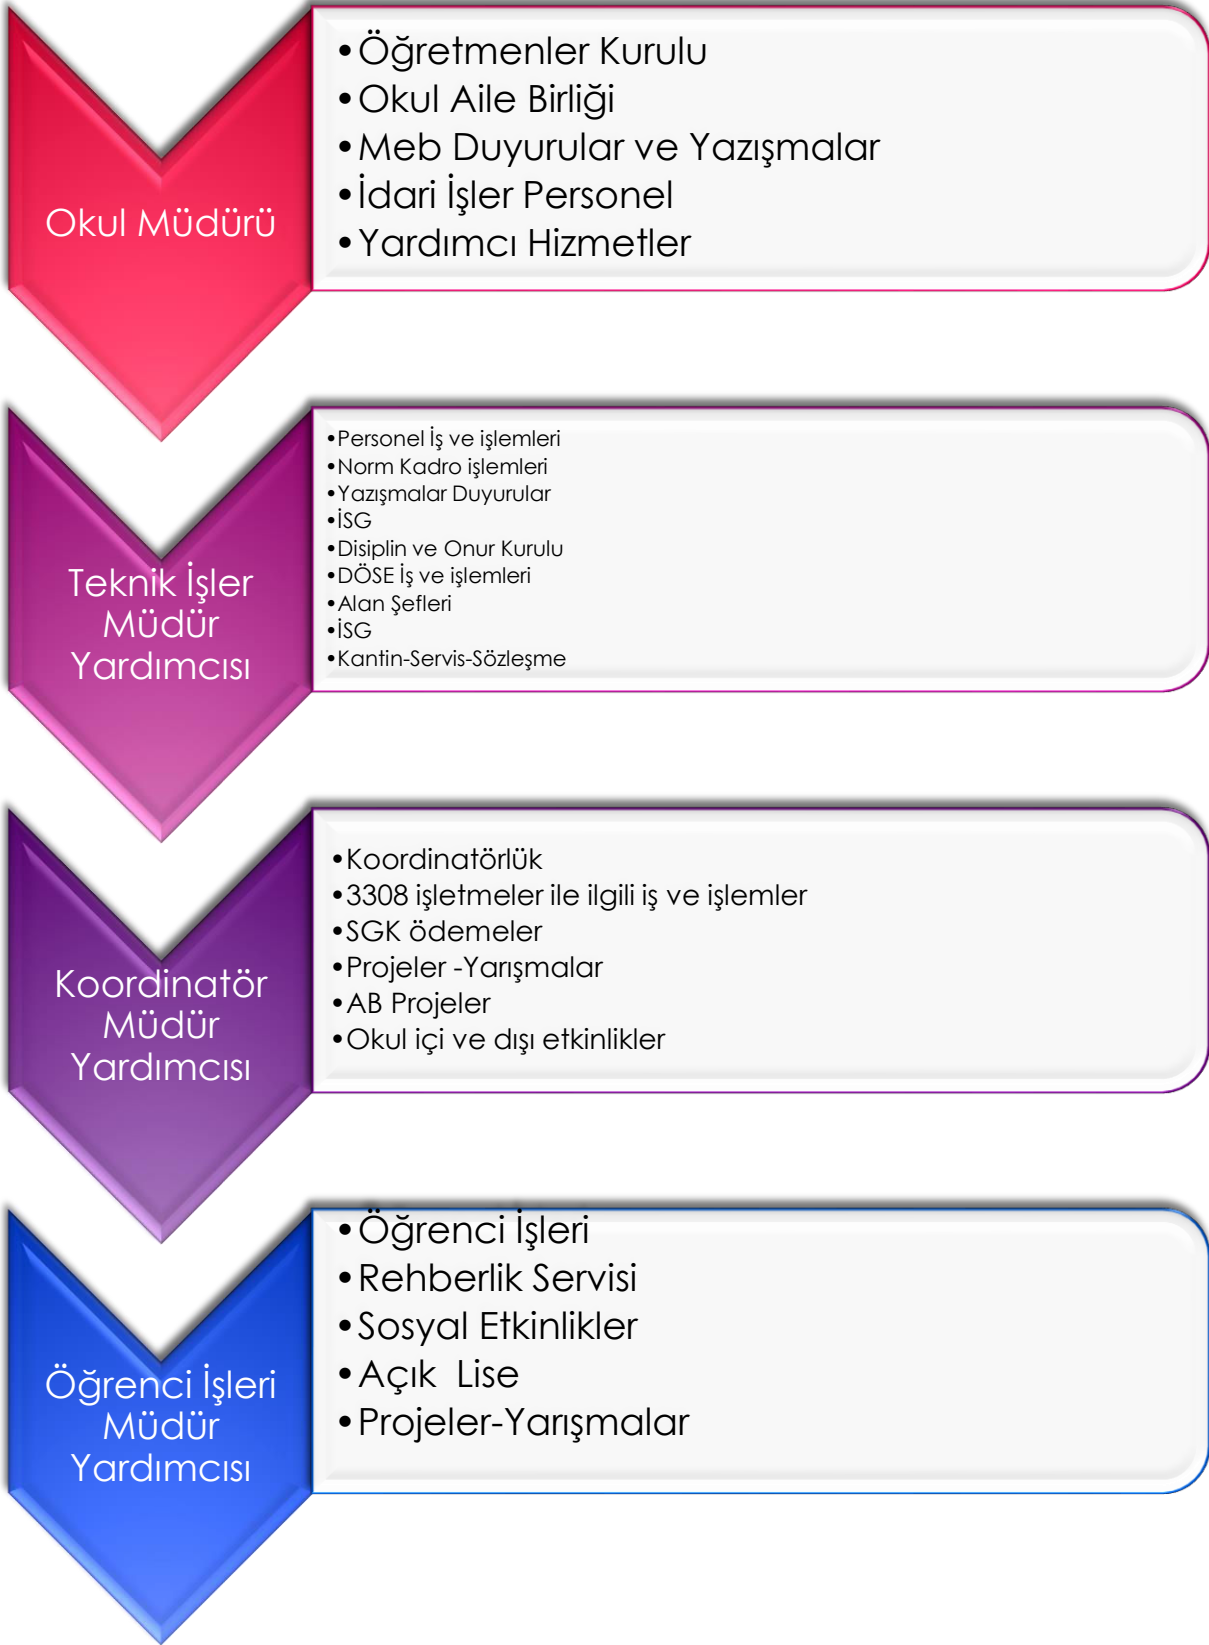 Okul Müdürü
•Öğretmenler Kurulu
•Okul Aile Birliği
•Meb Duyurular ve Yazışmalar
•İdari İşler Personel
•Yardımcı Hizmetler
Teknik İşler
Müdür
Yardımcısı
•Personel İş ve işlemleri
•Norm Kadro işlemleri
•Yazışmalar Duyurular
•İSG
•Disiplin ve Onur Kurulu
•DÖSE İş ve işlemleri
•Alan Şefleri
•İSG
•Kantin-Servis-Sözleşme
Koordinatör
Müdür
Yardımcısı
•Koordinatörlük
•3308 işletmeler ile ilgili iş ve işlemler
•SGK ödemeler
•Projeler -Yarışmalar
•AB Projeler
•Okul içi ve dışı etkinlikler
Öğrenci İşleri
Müdür
Yardımcısı
•Öğrenci İşleri
•Rehberlik Servisi
•Sosyal Etkinlikler
•Açık  Lise
•Projeler-Yarışmalar